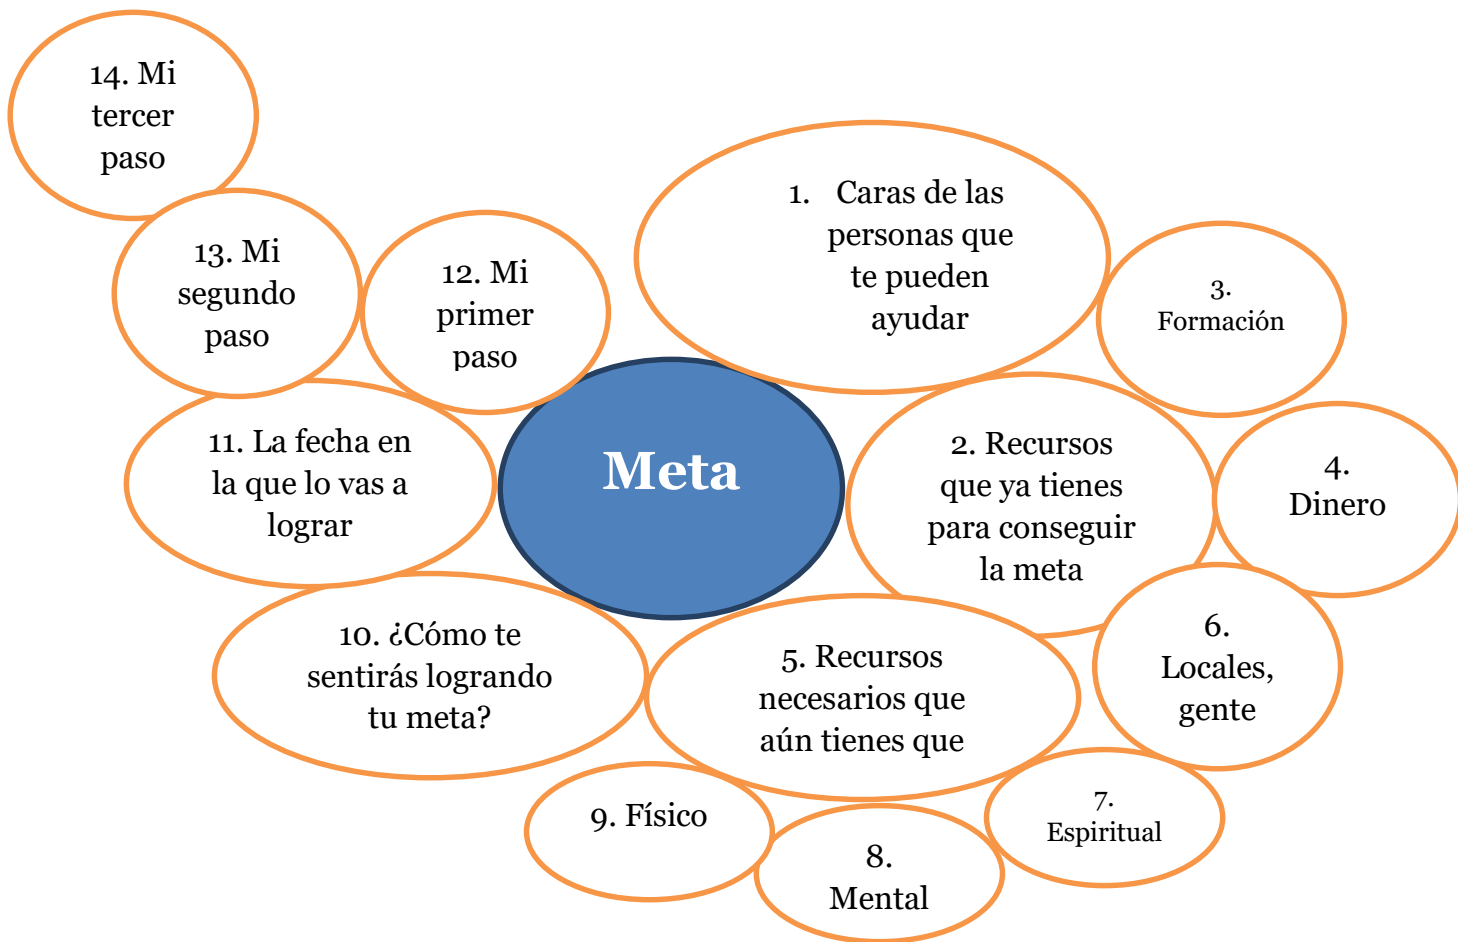 14. Mi
tercer
paso
13. Mi
segundo
paso
12. Mi
primer
paso
1. Caras de las
personas que
te pueden
ayudar
3.
Formación
Meta
2. Recursos
que ya tienes
para conseguir
la meta
4.
Dinero
11. La fecha en
la que lo vas a
lograr
10. ¿Cómo te
sentirás logrando
tu meta?
5. Recursos
necesarios que
aún tienes que
6.
Locales,
gente
7.
Espiritual
8.
Mental
9. Físico